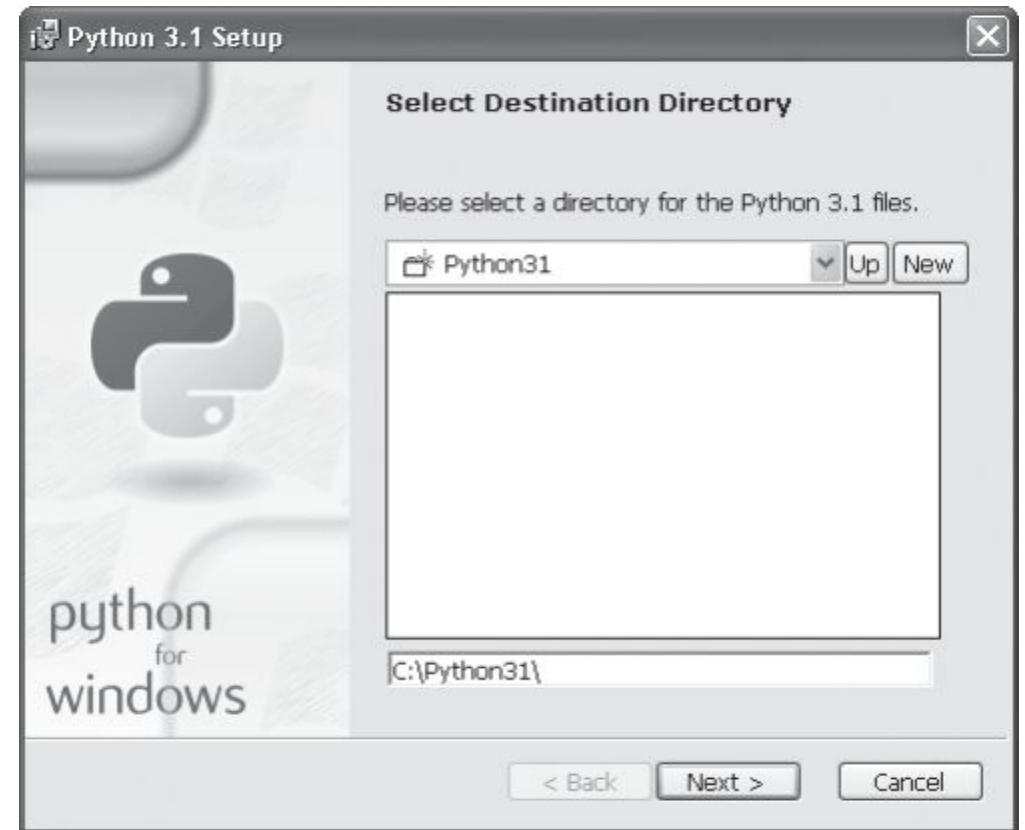 Python 3.1 Setup
Select Destination Directory
Please select a directory for the Python 3.1 files.
Python31
Up
New
C:\Python31\
python
for
windows
< Back
Next >
Cancel